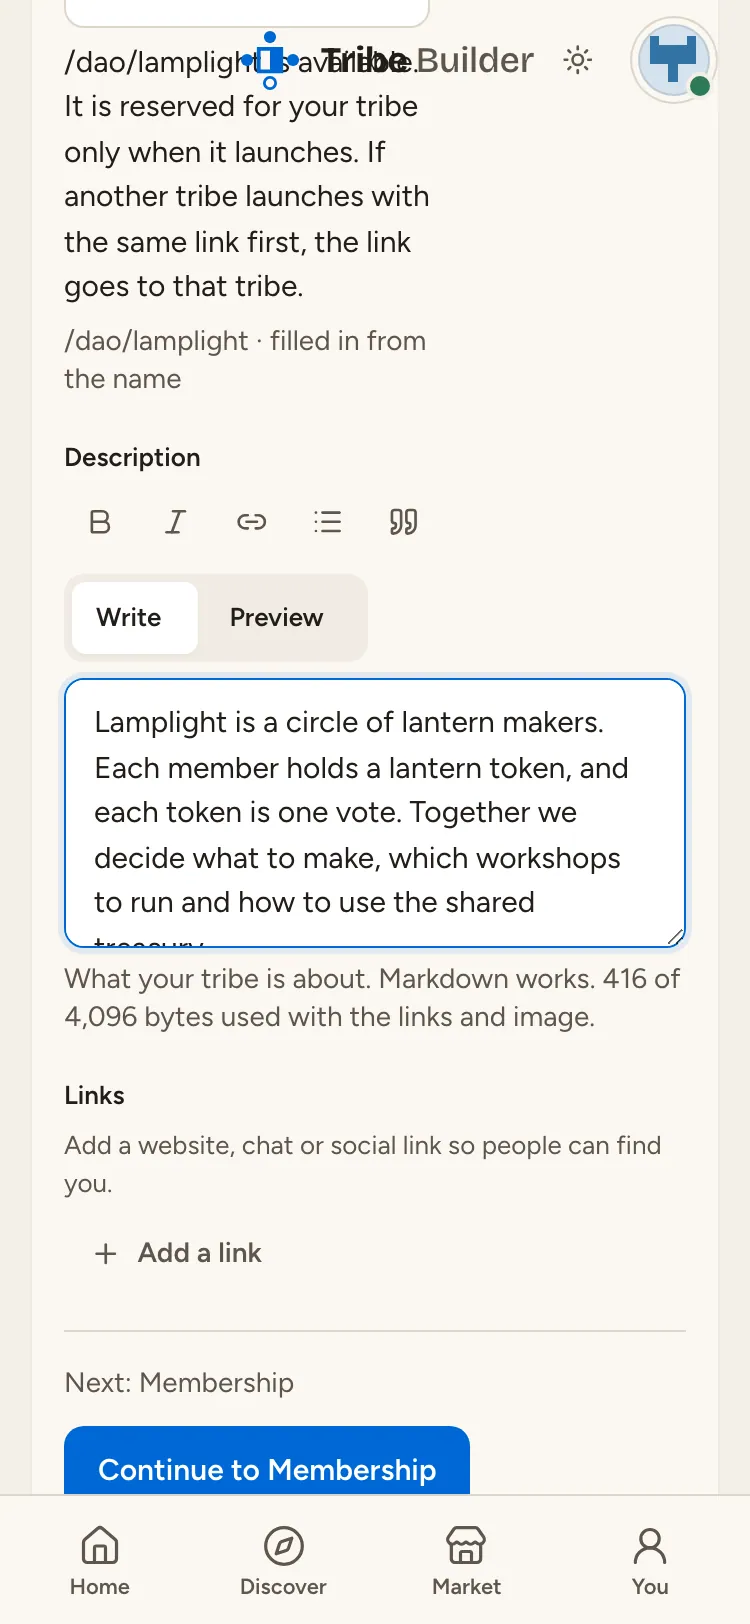 /dao/lamplight is available.
Tribe Builder
It is reserved for your tribe
only when it launches. If
another tribe launches with
the same link first, the link
goes to that tribe.
/dao/lamplight · filled in from
the name
Description
Write
Preview
Lamplight is a circle of lantern makers.
Each member holds a lantern token, and
each token is one vote. Together we
decide what to make, which workshops
to run and how to use the shared
treasury.
What your tribe is about. Markdown works. 416 of
4,096 bytes used with the links and image.
Links
Add a website, chat or social link so people can find
you.
Add a link
Next: Membership
Continue to Membership
Home
Discover
Market
You